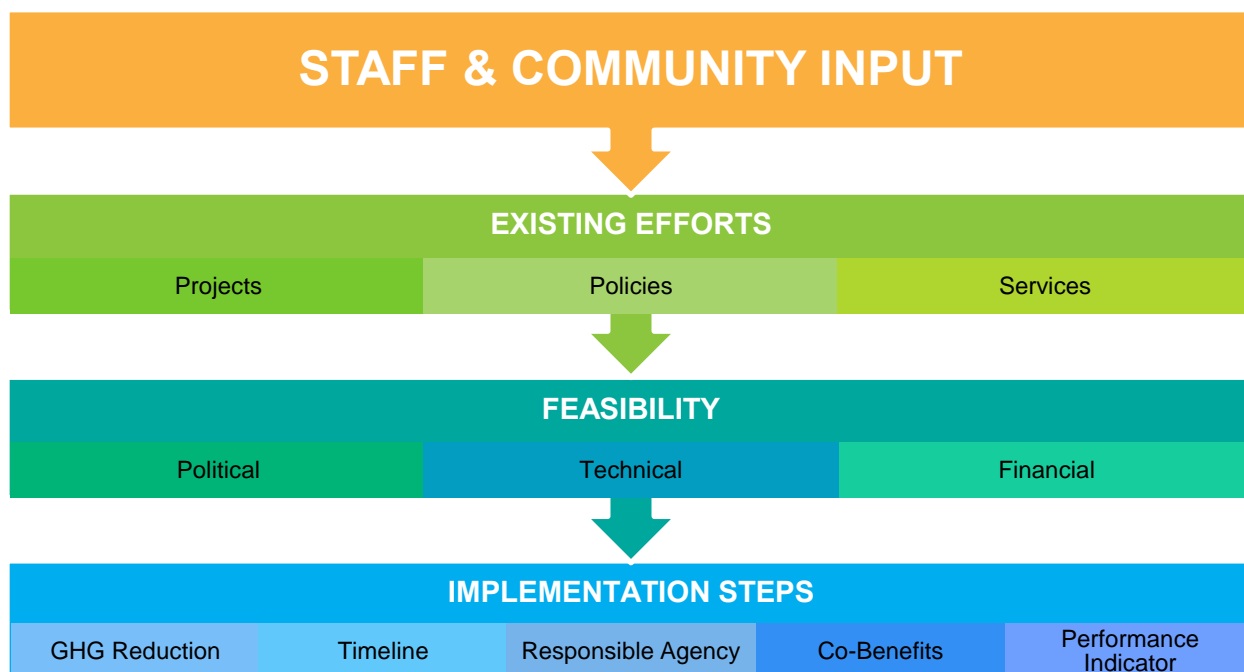 STAFF & COMMUNITY INPUT
EXISTING EFFORTS
Projects
Policies
Services
FEASIBILITY
Political
Technical
Financial
IMPLEMENTATION STEPS
GHG Reduction
Timeline
Responsible Agency
Co-Benefits
Performance
Indicator